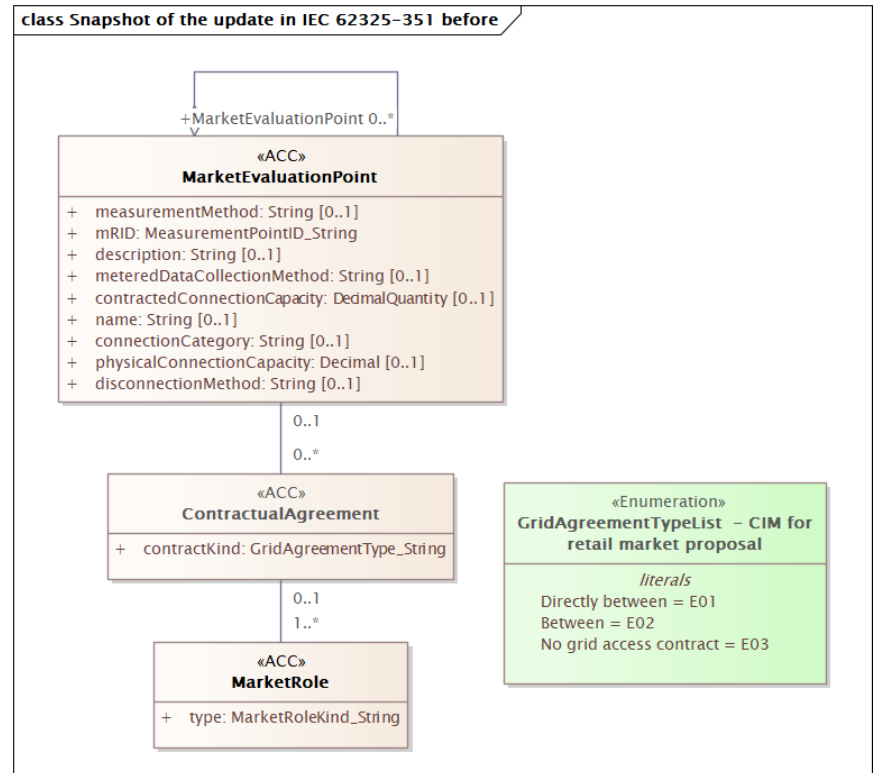 class Snapshot of the update in IEC 62325-351 before
+MarketEvaluationPoint 0..*
«ACC»
MarketEvaluationPoint
+ measurementMethod: String [0..1]
+ mRID: MeasurementPointID_String
+ description: String [0..1]
+ meteredDataCollectionMethod: String [0..1]
+ contractedConnectionCapacity: DecimalQuantity [0..1]
+ name: String [0..1]
+ connectionCategory: String [0..1]
+ physicalConnectionCapacity: Decimal [0..1]
+ disconnectionMethod: String [0..1]
0..1
0..*
«ACC»
ContractualAgreement
+ contractKind: GridAgreementType_String
0..1
1..*
«ACC»
MarketRole
+ type: MarketRoleKind_String
«Enumeration»
GridAgreementTypeList - CIM for
retail market proposal
literals
Directly between = E01
Between = E02
No grid access contract = E03